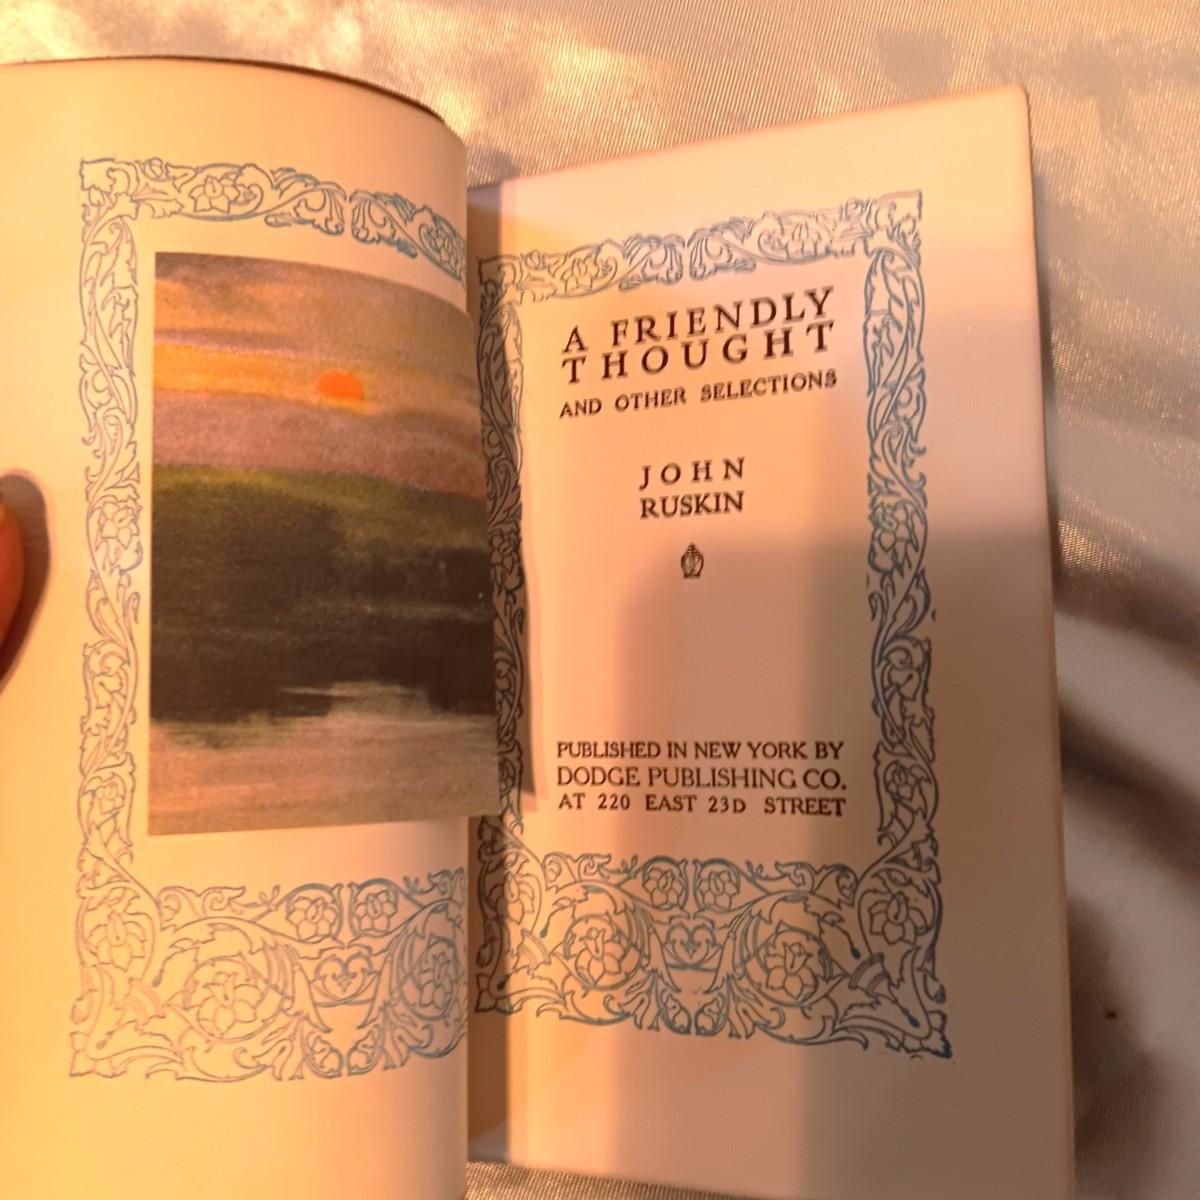 A FRIENDLY
THOUGHT
AND OTHER SELECTIONS
JOHN
RUSKIN
PUBLISHED IN NEW YORK BY
DODGE PUBLISHING CO.
AT 220 EAST 23D STREET